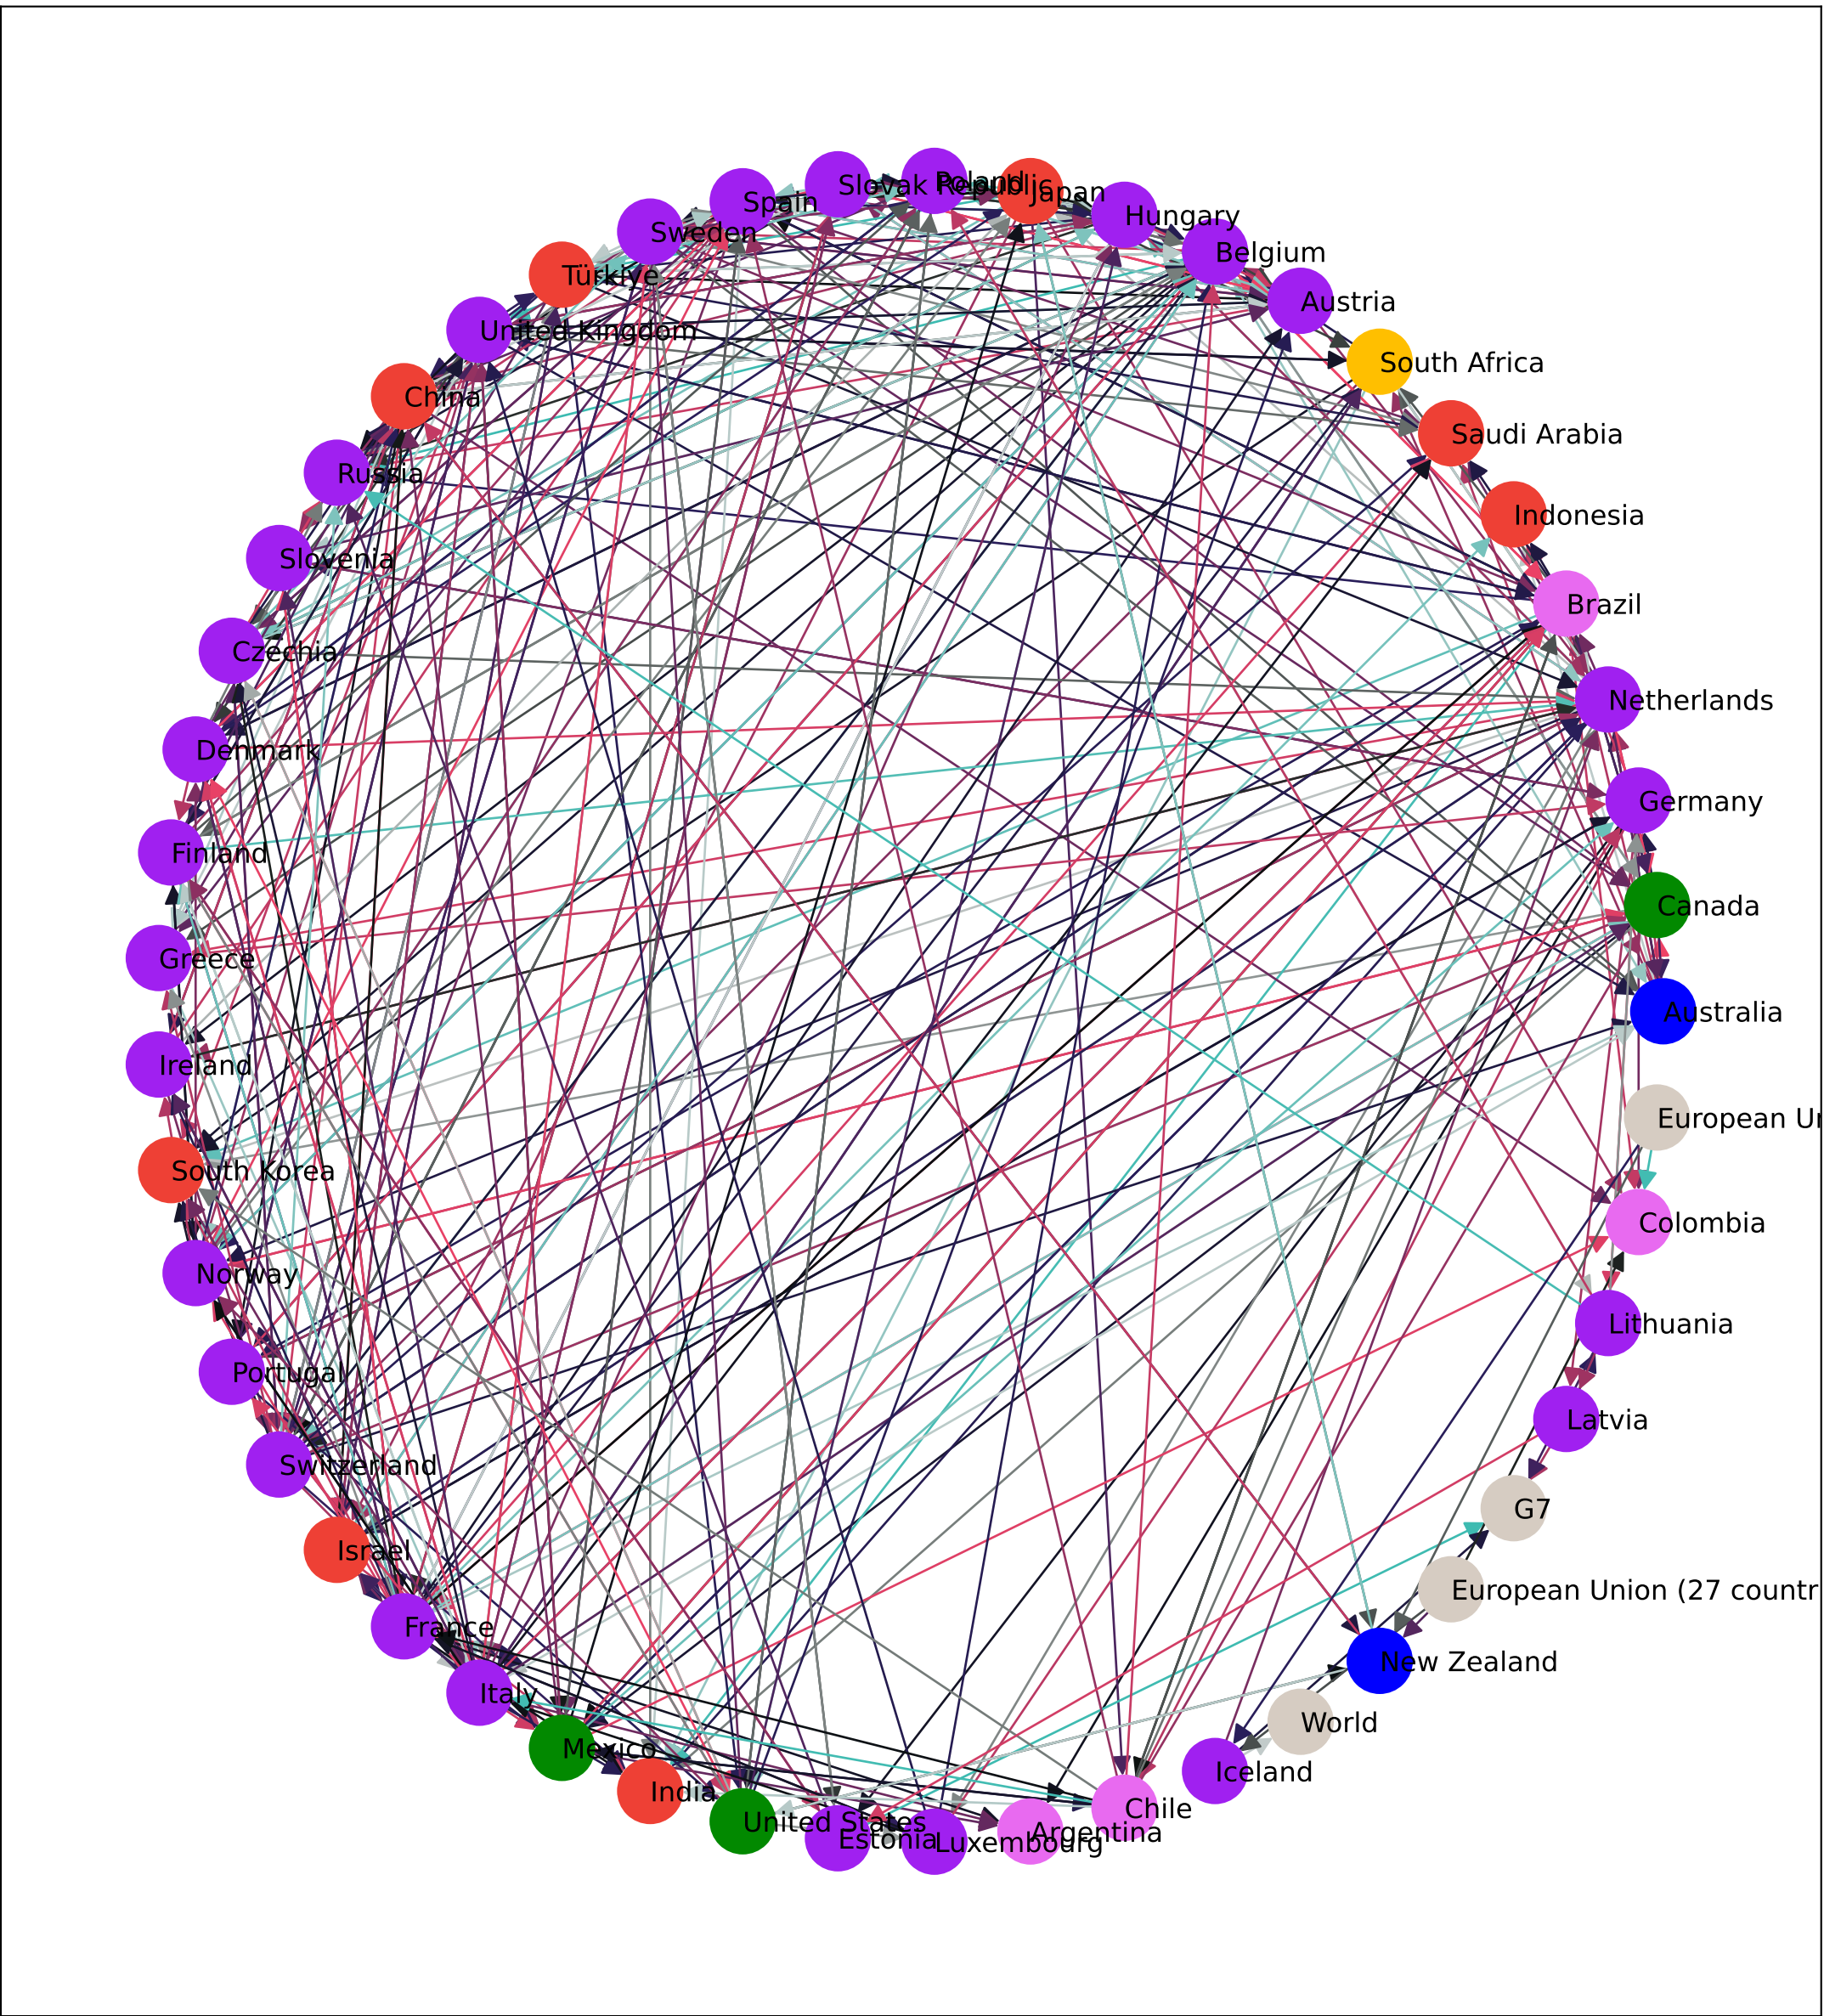 Poland
Slovak Republic
Japan
Spain
Hungary
Sweden
Belgium
Türkiye
Austria
United Kingdom
South Africa
China
Saudi Arabia
Russia
Indonesia
Slovenia
Brazil
Czechia
Netherlands
Denmark
Germany
Finland
Canada
Greece
Australia
Ireland
European Un
South Korea
Colombia
Norway
Lithuania
Portugal
Latvia
Switzerland
G7
Israel
European Union (27 countr
France
New Zealand
Italy
World
Mexico
Iceland
India
Chile
United States
Argentina
Estonia
Luxembourg